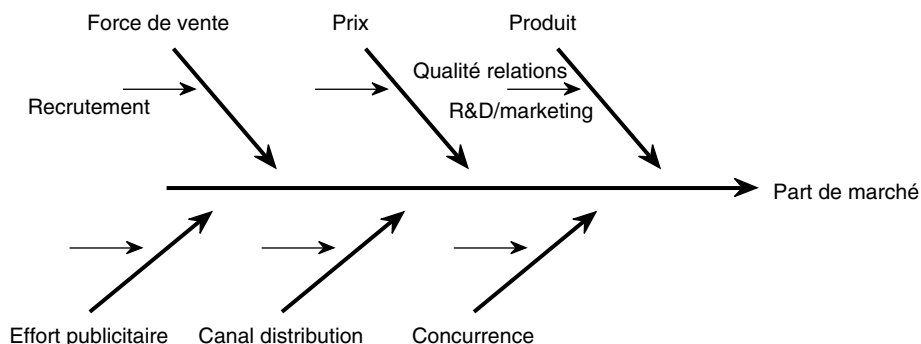 Force de vente
Prix
Produit
Qualité relations
Recrutement
R&D/marketing
Part de marché
Effort publicitaire
Canal distribution
Concurrence